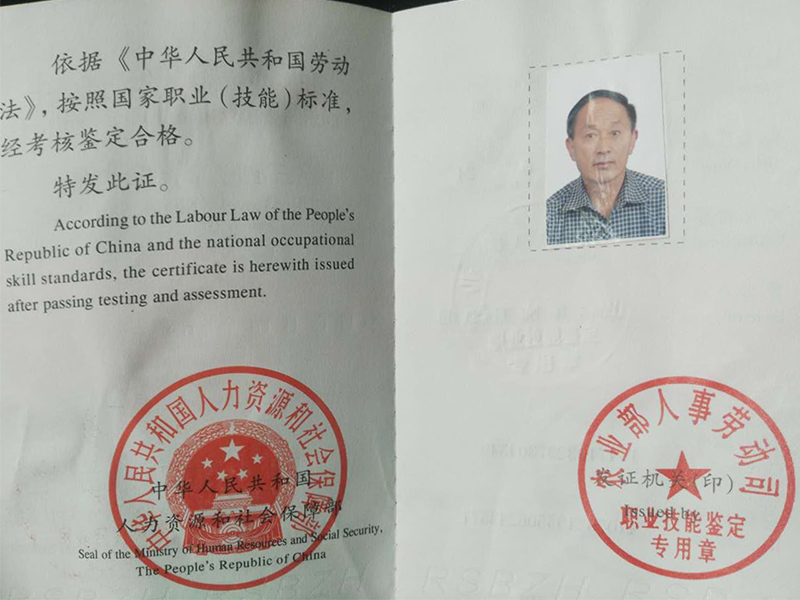 依据《中华人民共和国劳动
法》，按照国家职业（技能）标准，
经考核鉴定合格。
特发此证。
According to the Labour Law of the People's
Republic of China and the national occupational
skill standards, the certificate is herewith issued
after passing testing and assessment.
中华人民共和国人力资源和社会保障部
中华人民共和国
人力资源和社会保障部
Seal of the Ministry of Human Resources and Social Security,
The People's Republic of China
农业部人事劳动司
发证机关(印)
Issued by
职业技能鉴定
专用章